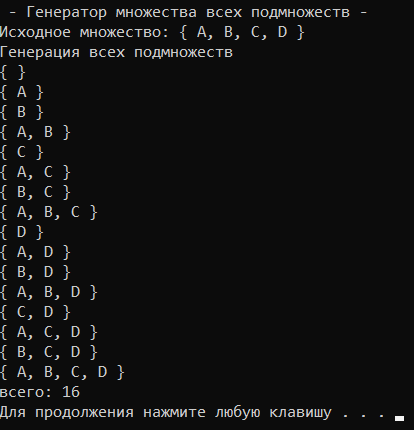 - Генератор множества всех подмножеств -
Исходное множество: { A, B, C, D }
Генерация всех подмножеств
{ }
{ A }
{ B }
{ A, B }
{ C }
{ A, C }
{ B, C }
{ A, B, C }
{ D }
{ A, D }
{ B, D }
{ A, B, D }
{ C, D }
{ A, C, D }
{ B, C, D }
{ A, B, C, D }
всего: 16
Для продолжения нажмите любую клавишу . . .